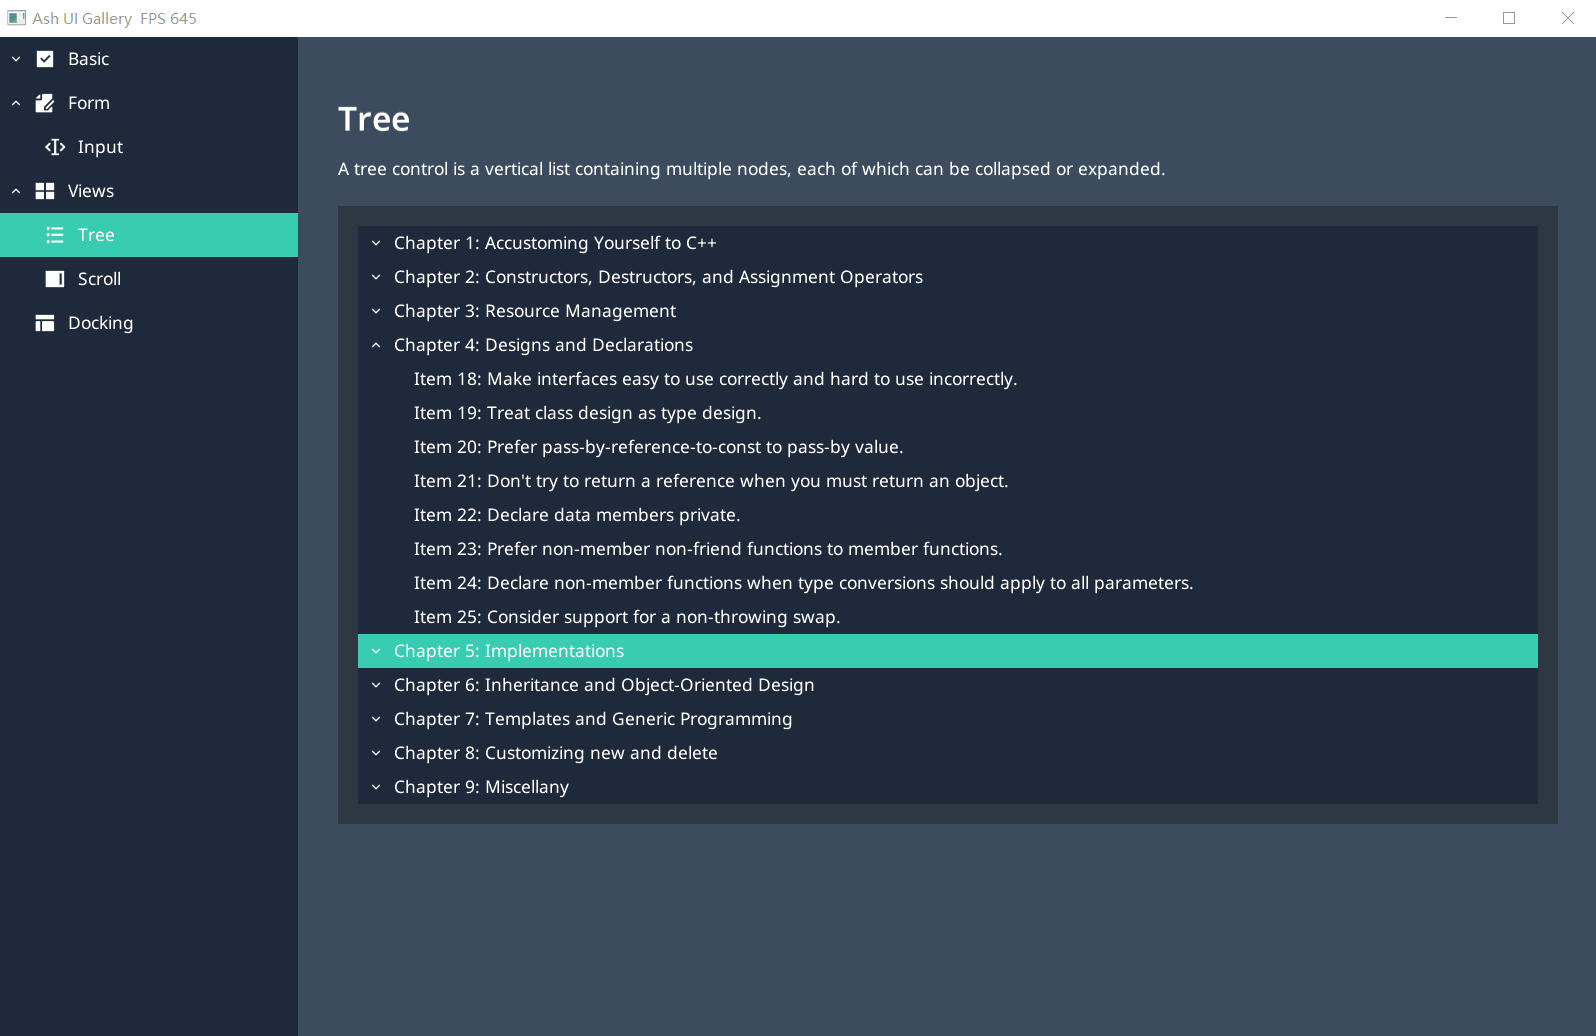 Ash UI Gallery FPS 645
Basic
Form
Input
Views
Tree
Scroll
Docking
Tree
A tree control is a vertical list containing multiple nodes, each of which can be collapsed or expanded.
Chapter 1: Accustoming Yourself to C++
Chapter 2: Constructors, Destructors, and Assignment Operators
Chapter 3: Resource Management
Chapter 4: Designs and Declarations
Item 18: Make interfaces easy to use correctly and hard to use incorrectly.
Item 19: Treat class design as type design.
Item 20: Prefer pass-by-reference-to-const to pass-by value.
Item 21: Don't try to return a reference when you must return an object.
Item 22: Declare data members private.
Item 23: Prefer non-member non-friend functions to member functions.
Item 24: Declare non-member functions when type conversions should apply to all parameters.
Item 25: Consider support for a non-throwing swap.
Chapter 5: Implementations
Chapter 6: Inheritance and Object-Oriented Design
Chapter 7: Templates and Generic Programming
Chapter 8: Customizing new and delete
Chapter 9: Miscellany